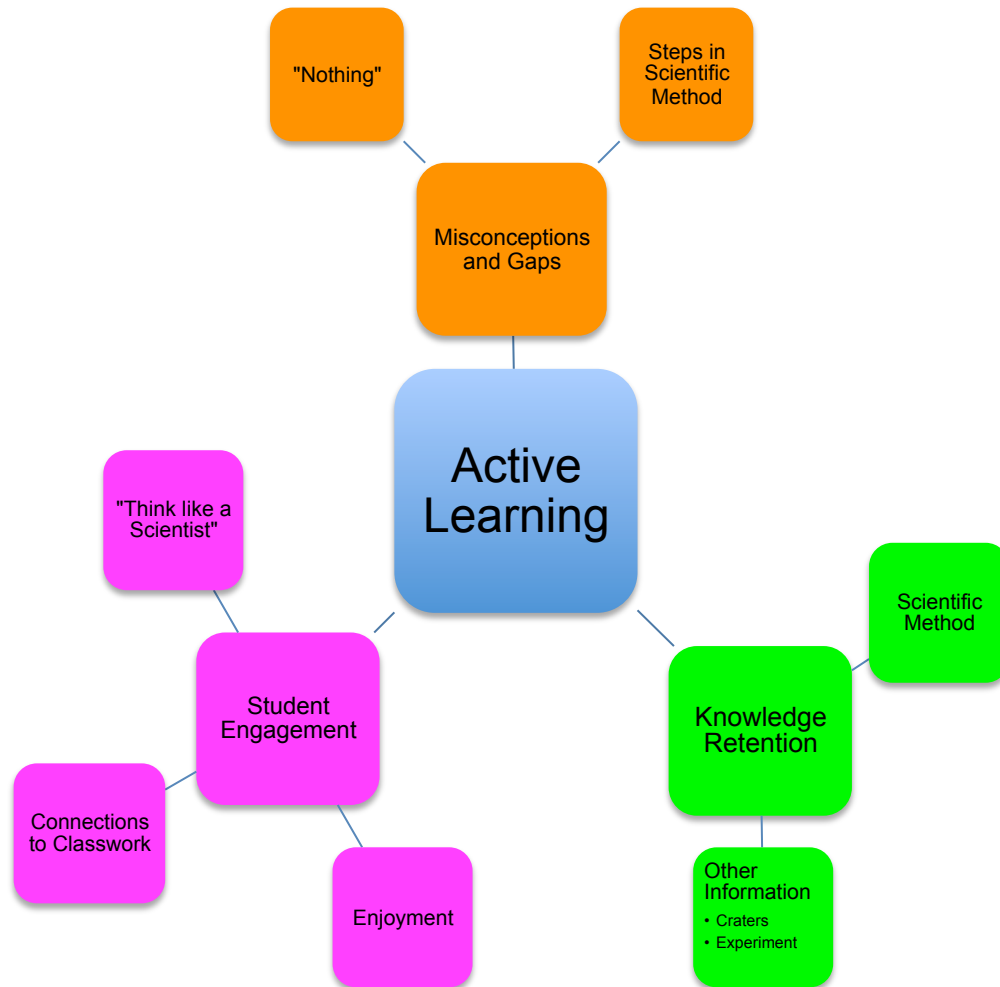 "Nothing"
Steps in
Scientific
Method
Misconceptions
and Gaps
Active
Learning
"Think like a
Scientist"
Scientific
Method
Student
Engagement
Knowledge
Retention
Connections
to Classwork
Enjoyment
Other
Information
• Craters
• Experiment